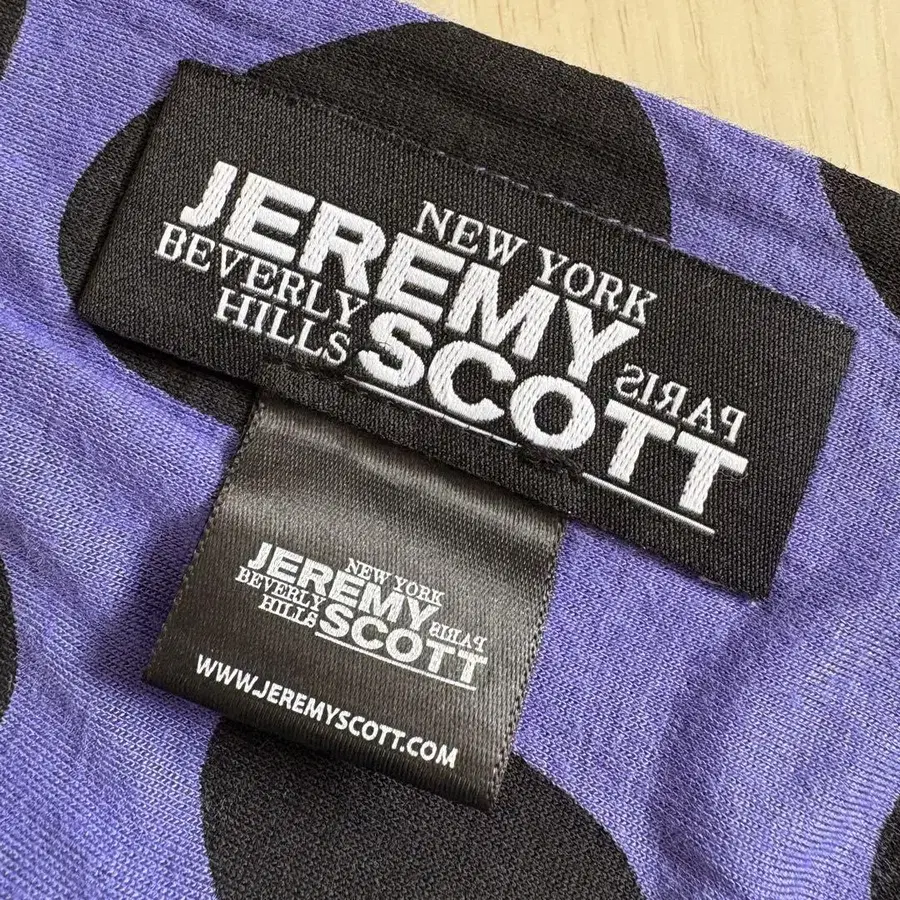 NEW YORK
JEREMY
BEVERLY
HILLS
SCOTT
PARIS
NEW YORK
JEREMY
BEVERLY
HILLS
SCOTT
PARIS
WWW.JEREMYSCOTT.COM